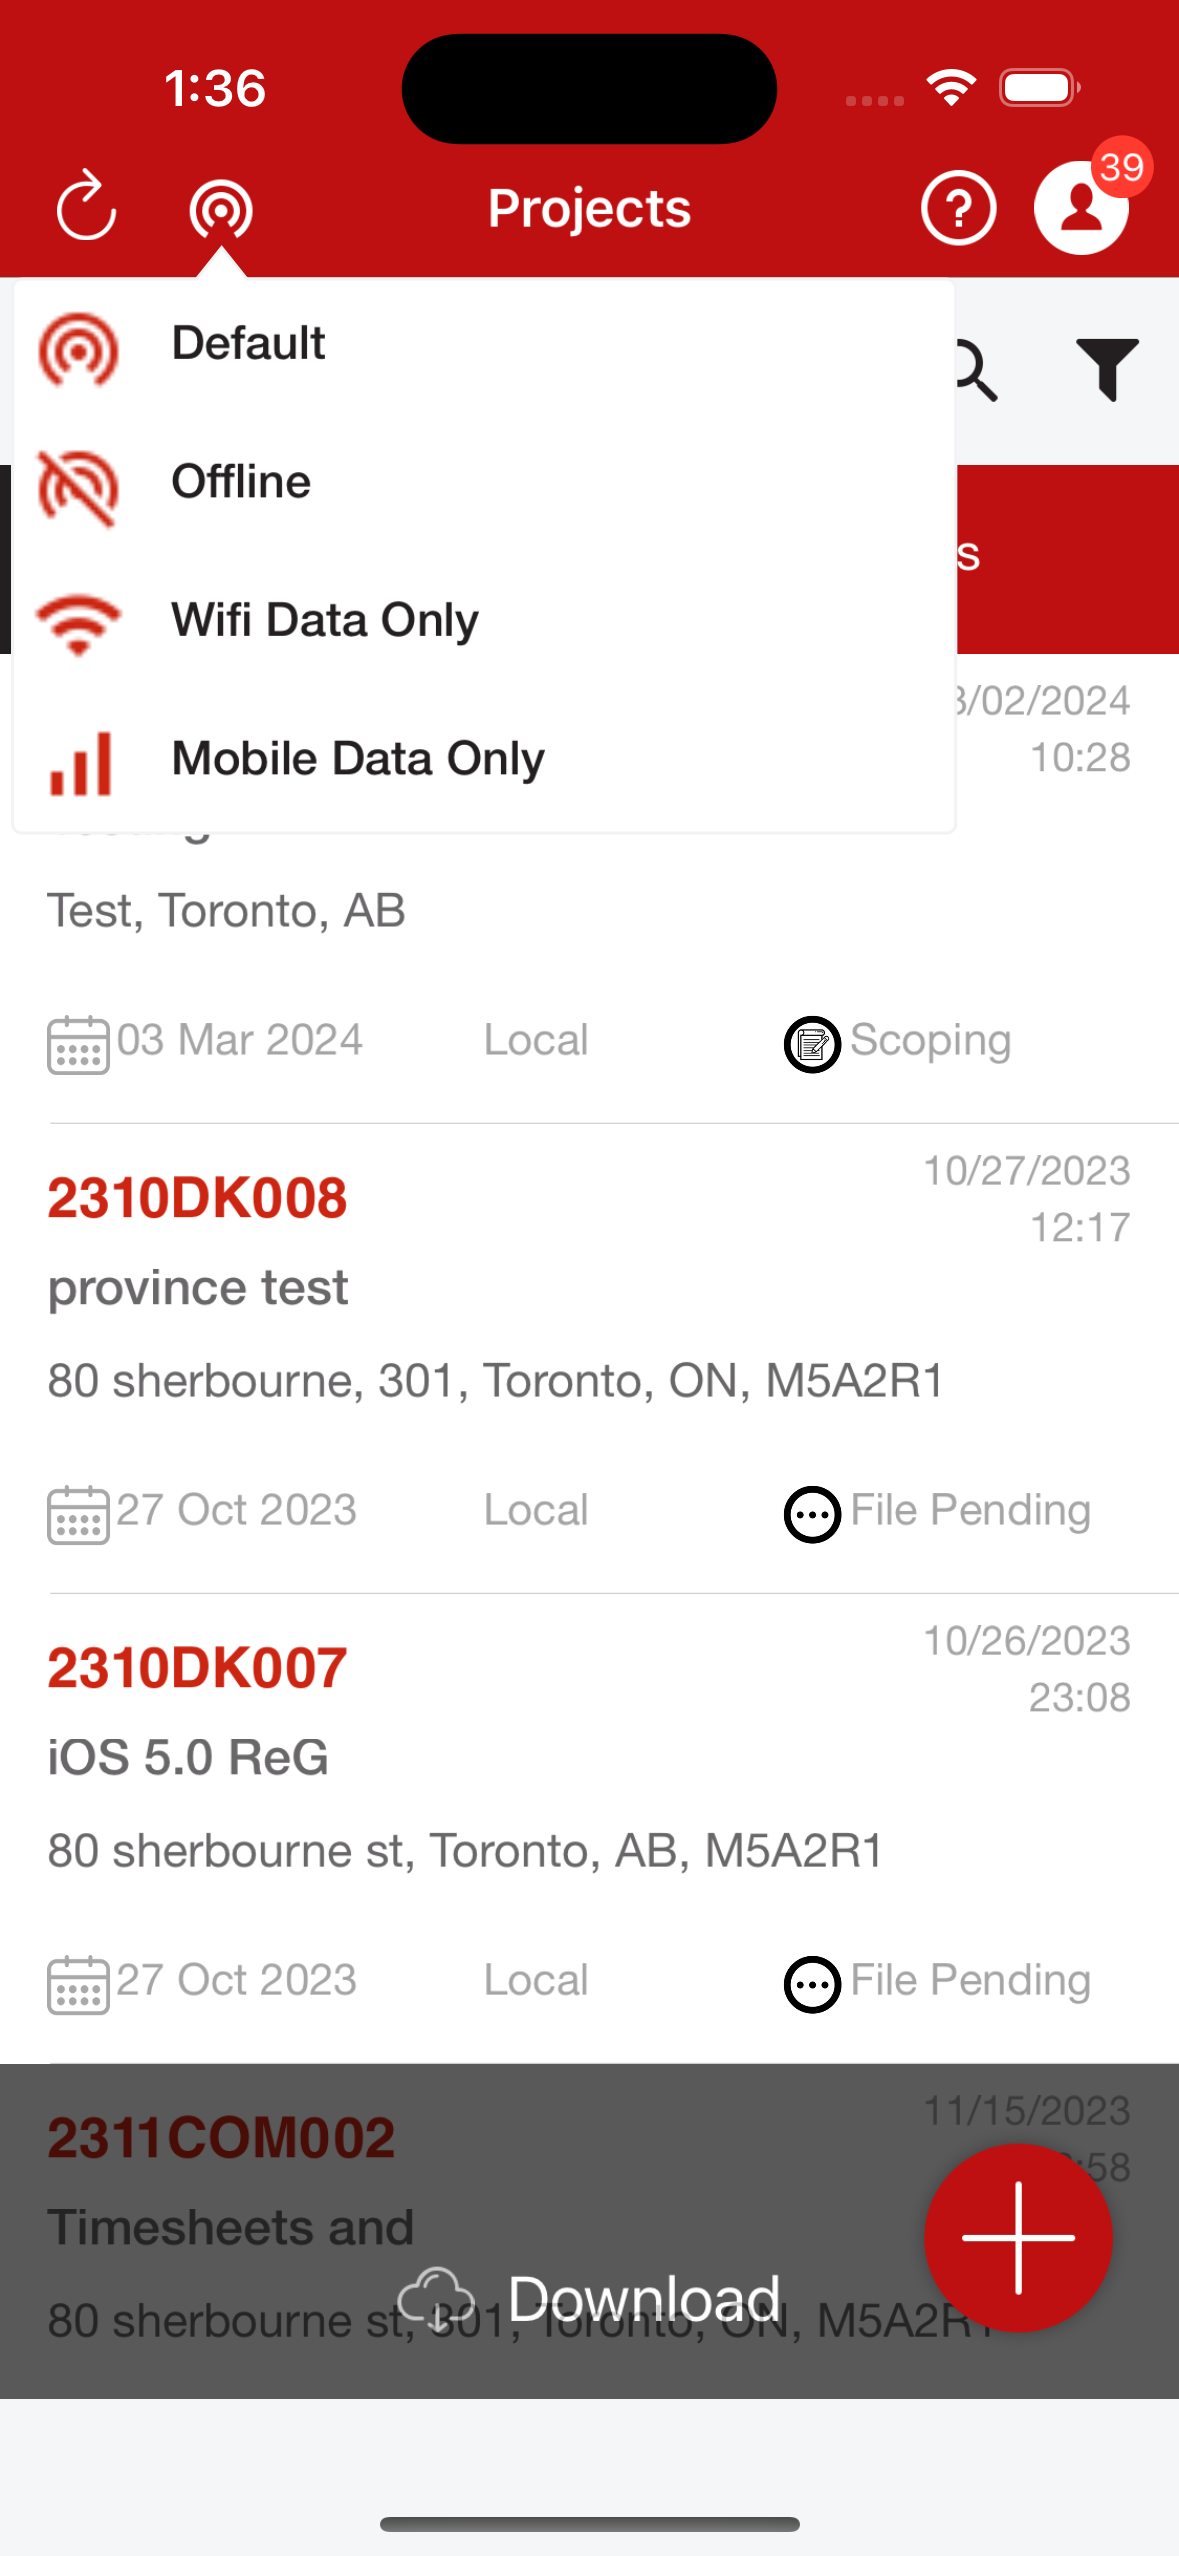 1:36
Projects
39
Default
Offline
Wifi Data Only
Mobile Data Only
s
/02/2024
10:28
Test, Toronto, AB
03 Mar 2024 Local Scoping
2310DK008
10/27/2023
12:17
province test
80 sherbourne, 301, Toronto, ON, M5A2R1
27 Oct 2023 Local File Pending
2310DK007
10/26/2023
23:08
iOS 5.0 ReG
80 sherbourne st, Toronto, AB, M5A2R1
27 Oct 2023 Local File Pending
2311COM002
11/15/2023
:58
Timesheets and
Download
80 sherbourne st, 301, Toronto, ON, M5A2R1